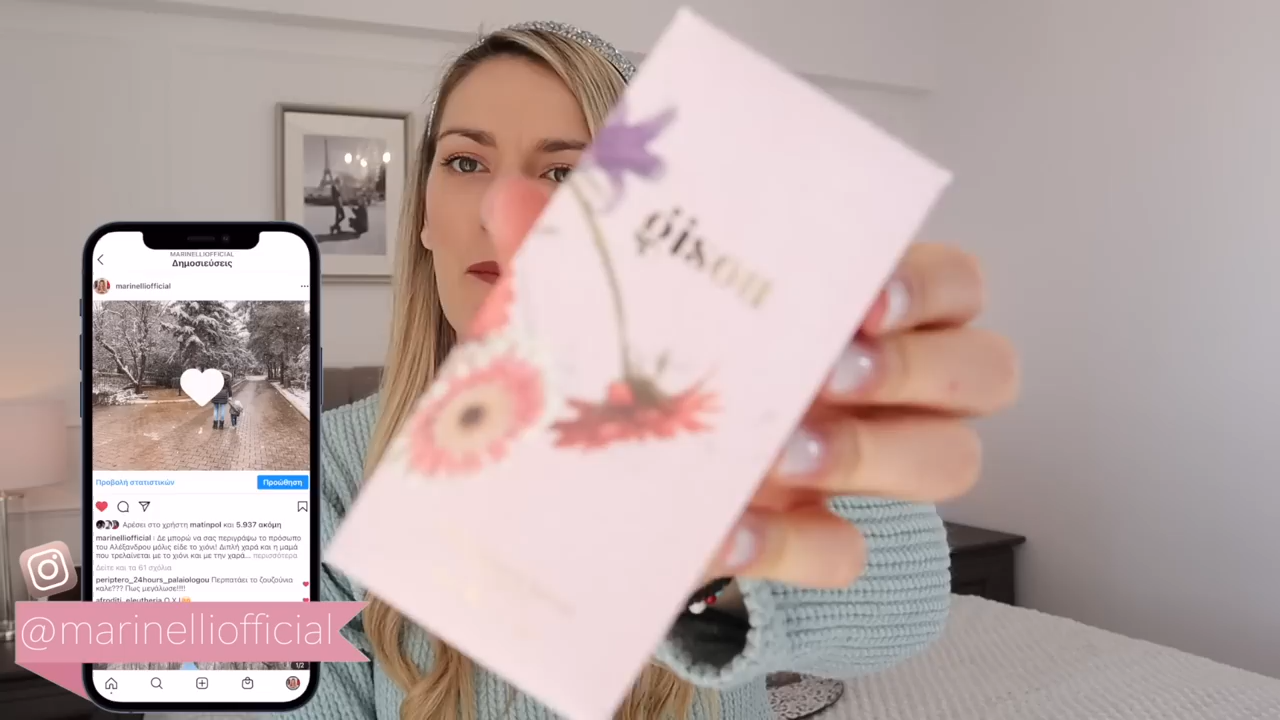 MARINELLIOFFICIAL
Δημοσιεύσεις
marinelliofficial
Προβολή στατιστικών
Προώθηση
Αρέσει στο χρήστη matinpol και 5.937 ακόμη
marinelliofficial : Δε μπορώ να σας περιγράψω το πρόσωπο
του Αλέξανδρου μόλις είδε το χιόνι! Διπλή χαρά και η μαμά
που τρελαίνεται με το χιόνι και με την χαρά... περισσότερα
Δείτε και τα 61 σχόλια
periptero_24hours_palaiologou Περπατάει το ζουζούνια
καλε??? Πως μεγάλωσε!!!!
@marinelliofficial
1/2
gisou